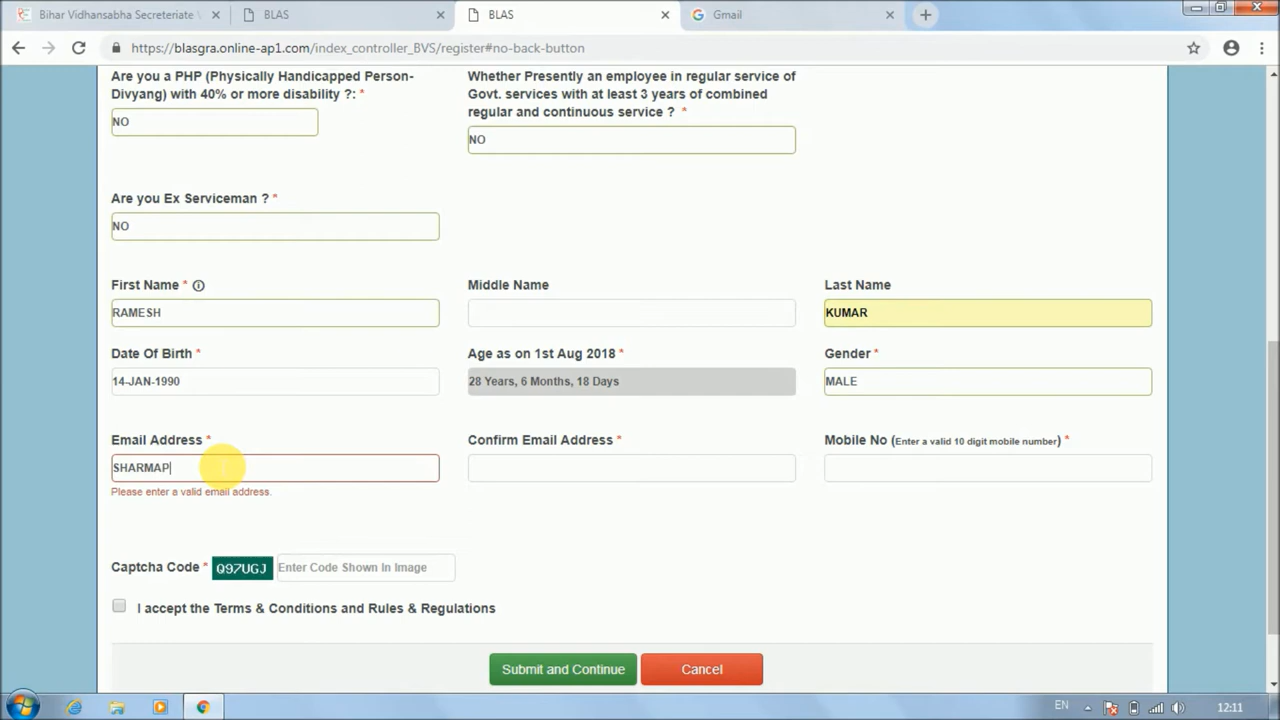 Bihar Vidhansabha Secreteriate
BLAS
BLAS
Gmail
https://blasgra.online-ap1.com/index_controller_BVS/register#no-back-button
Are you a PHP (Physically Handicapped Person-
Divyang) with 40% or more disability ?: *
NO
Whether Presently an employee in regular service of
Govt. services with at least 3 years of combined
regular and continuous service ? *
NO
Are you Ex Serviceman ? *
NO
First Name *
Middle Name
Last Name
RAMESH
KUMAR
Date Of Birth *
Age as on 1st Aug 2018 *
Gender *
14-JAN-1990
28 Years, 6 Months, 18 Days
MALE
Email Address *
Confirm Email Address *
Mobile No (Enter a valid 10 digit mobile number) *
SHARMAP
Please enter a valid email address.
Captcha Code * Q97UGJ Enter Code Shown In Image
I accept the Terms & Conditions and Rules & Regulations
Submit and Continue
Cancel
EN
12:11